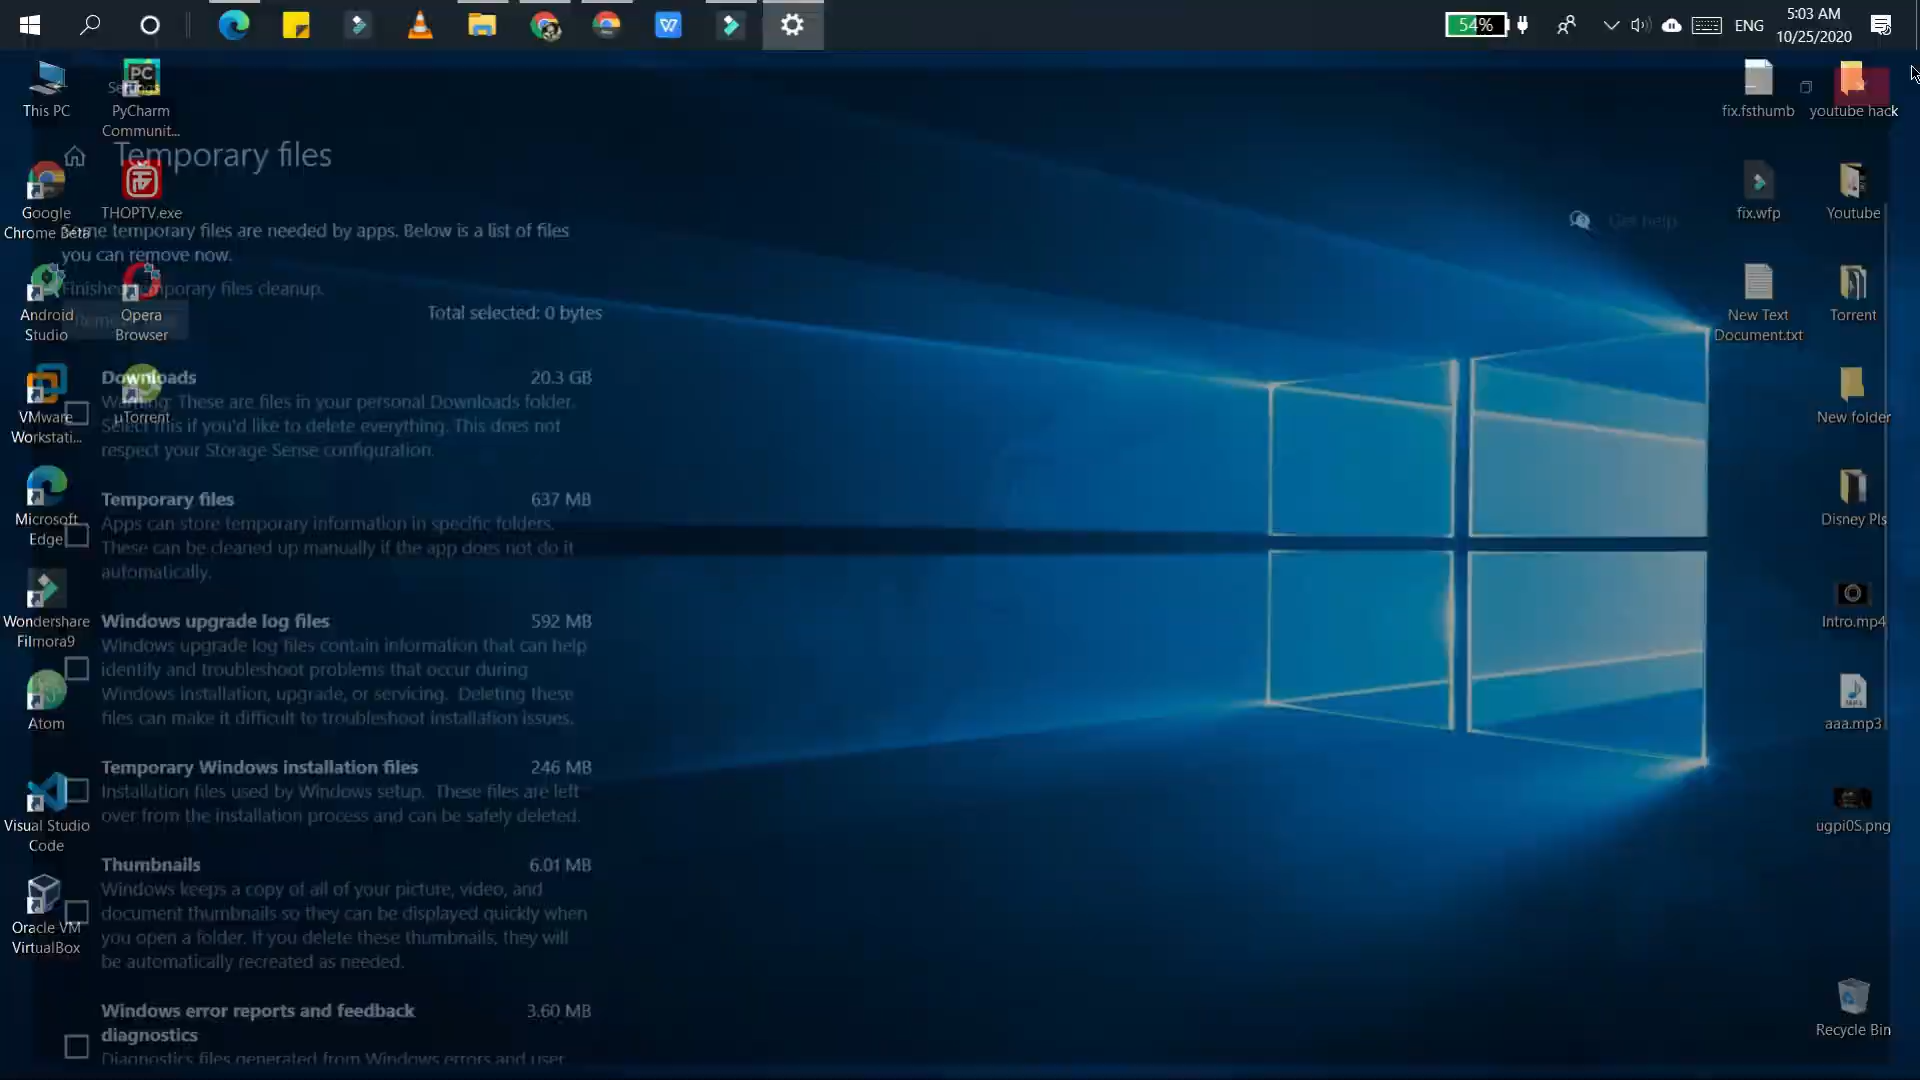 54%
ENG
5:03 AM
10/25/2020
This PC
PyCharm
Communit...
Google
Chrome Beta
THOPTV.exe
Android
Studio
Opera
Browser
VMware
Workstati...
µTorrent
Microsoft
Edge
Wondershare
Filmora9
Atom
Visual Studio
Code
Oracle VM
VirtualBox
Settings
Temporary files
Some temporary files are needed by apps. Below is a list of files
you can remove now.
Finished temporary files cleanup.
Total selected: 0 bytes
Downloads 20.3 GB
Warning: These are files in your personal Downloads folder.
Select this if you'd like to delete everything. This does not
respect your Storage Sense configuration.
Temporary files 637 MB
Apps can store temporary information in specific folders.
These can be cleaned up manually if the app does not do it
automatically.
Windows upgrade log files 592 MB
Windows upgrade log files contain information that can help
identify and troubleshoot problems that occur during
Windows installation, upgrade, or servicing. Deleting these
files can make it difficult to troubleshoot installation issues.
Temporary Windows installation files 246 MB
Installation files used by Windows setup. These files are left
over from the installation process and can be safely deleted.
Thumbnails 6.01 MB
Windows keeps a copy of all of your picture, video, and
document thumbnails so they can be displayed quickly when
you open a folder. If you delete these thumbnails, they will
be automatically recreated as needed.
Windows error reports and feedback 3.60 MB
diagnostics
Diagnostics files generated from Windows errors and user
Get help
fix.fsthumb
youtube hack
fix.wfp
Youtube
New Text
Document.txt
Torrent
New folder
Disney Pls
Intro.mp4
aaa.mp3
ugpi0S.png
Recycle Bin